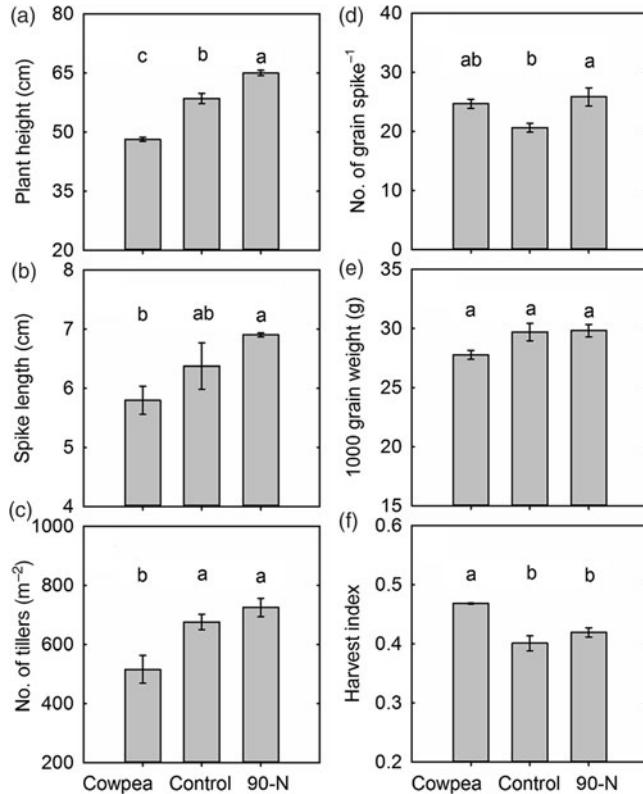 (a)
Plant height (cm)
80
65
50
35
20
c b a
(b)
Spike length (cm)
8
7
6
5
4
b ab a
(c)
No. of tillers (m⁻²)
1000
800
600
400
200
b a a
Cowpea Control 90-N
(d)
No. of grain spike⁻¹
40
30
20
10
0
ab b a
(e)
1000 grain weight (g)
35
30
25
20
15
a a a
(f)
Harvest index
0.6
0.5
0.4
0.3
0.2
a b b
Cowpea Control 90-N